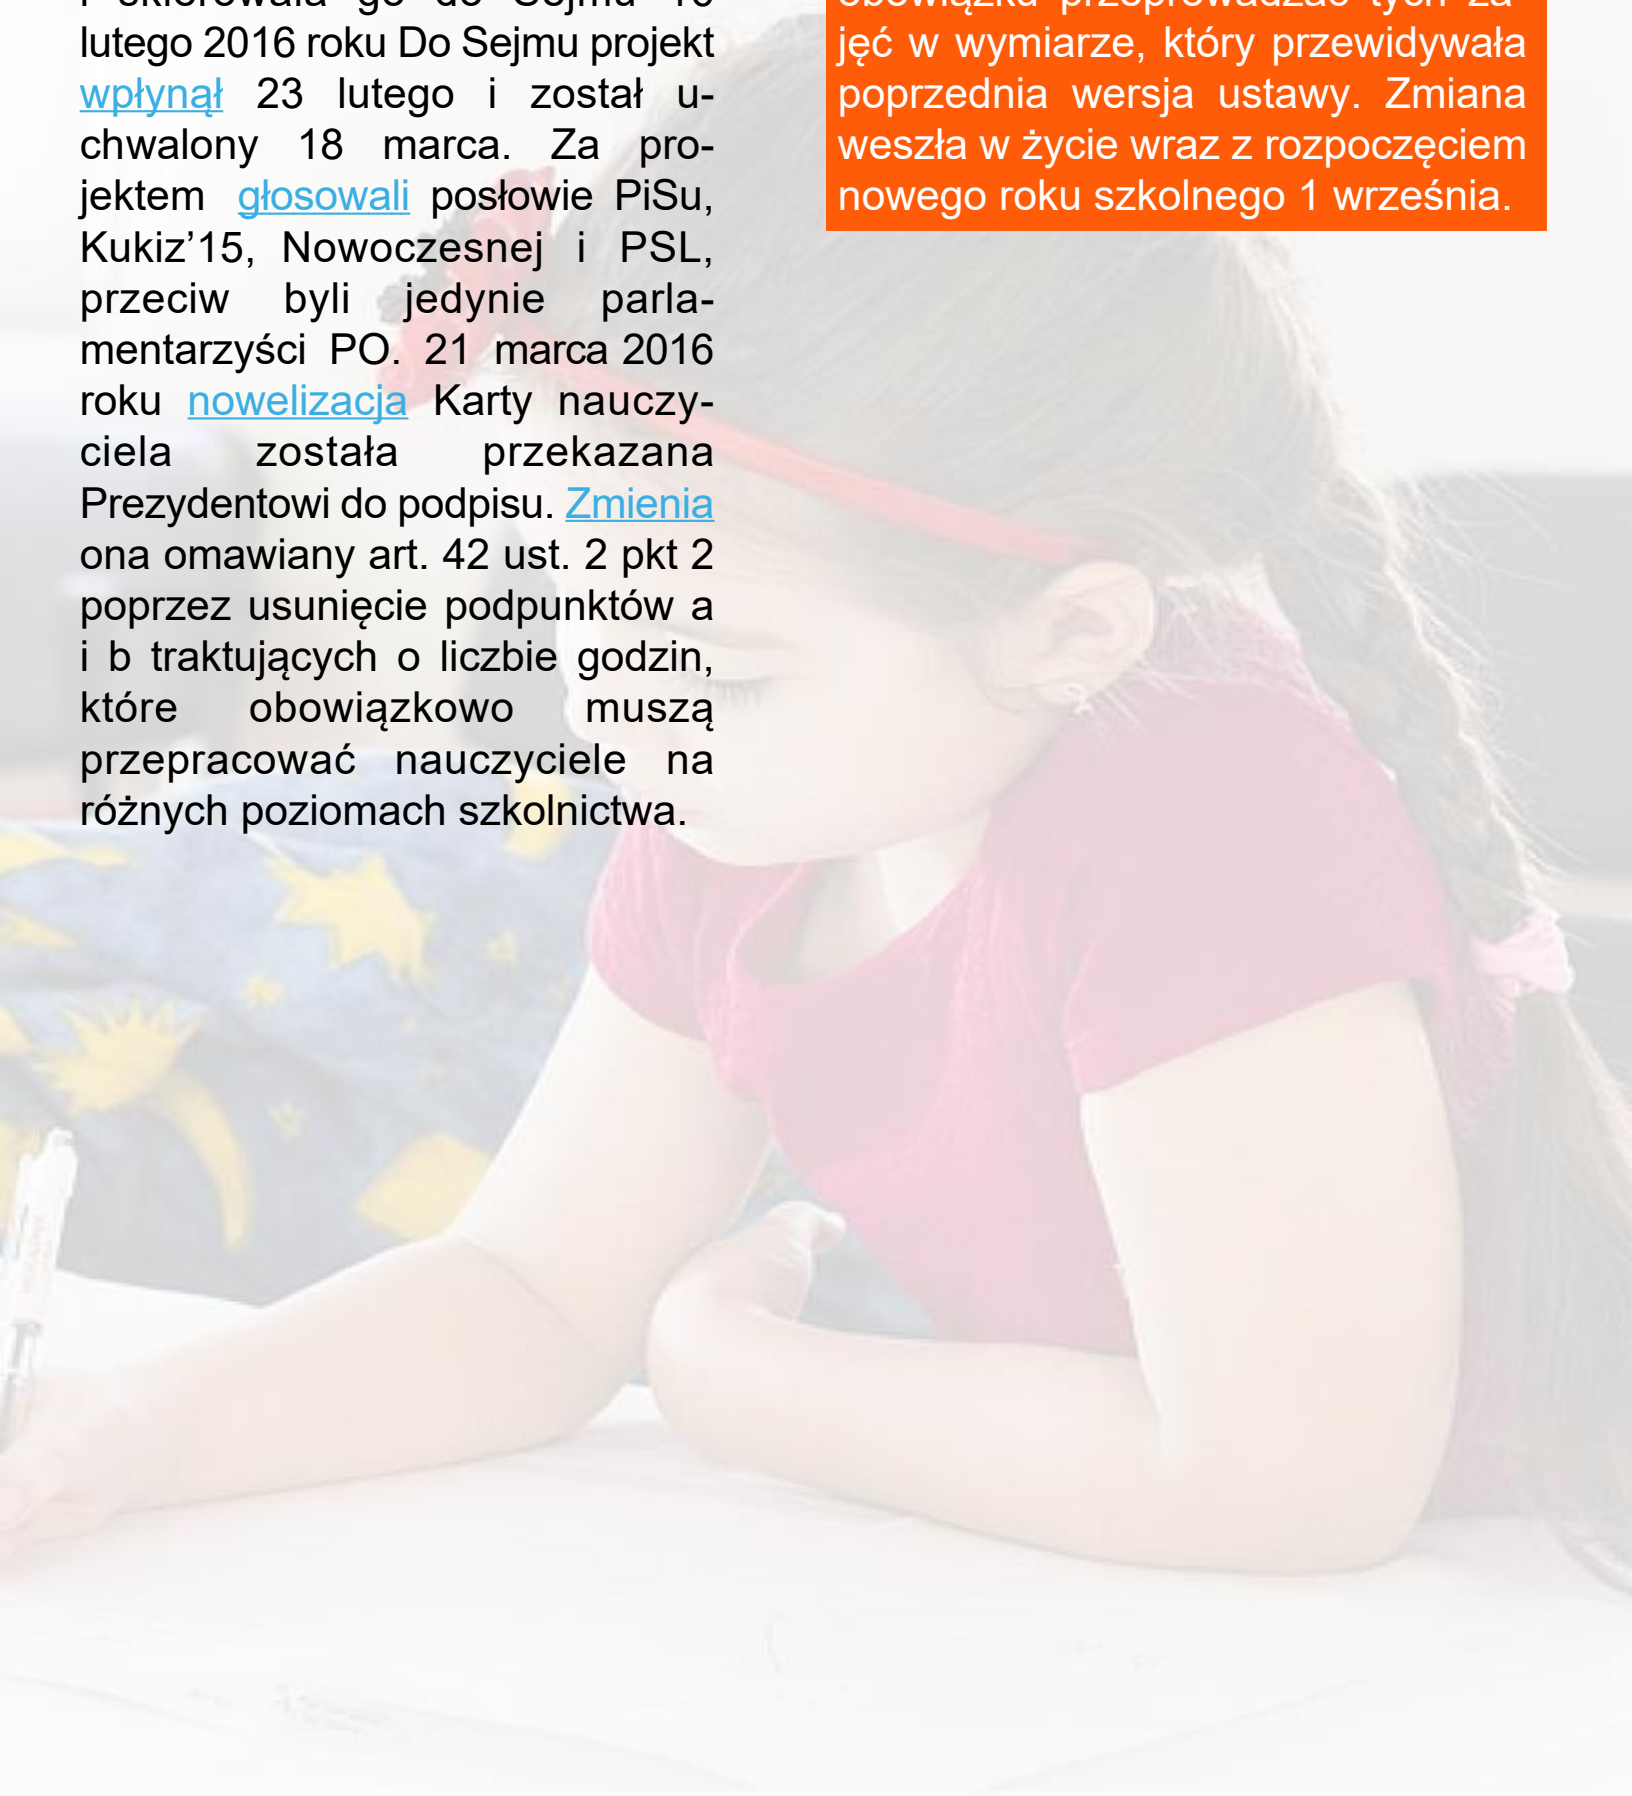 lutego 2016 roku Do Sejmu projekt
wpłynął 23 lutego i został u-
chwalony 18 marca. Za pro-
jektem głosowali posłowie PiSu,
Kukiz’15, Nowoczesnej i PSL,
przeciw byli jedynie parla-
mentarzyści PO. 21 marca 2016
roku nowelizacja Karty nauczy-
ciela została przekazana
Prezydentowi do podpisu. Zmienia
ona omawiany art. 42 ust. 2 pkt 2
poprzez usunięcie podpunktów a
i b traktujących o liczbie godzin,
które obowiązkowo muszą
przepracować nauczyciele na
różnych poziomach szkolnictwa.
obowiązku przeprowadzać tych za-
jęć w wymiarze, który przewidywała
poprzednia wersja ustawy. Zmiana
weszła w życie wraz z rozpoczęciem
nowego roku szkolnego 1 września.